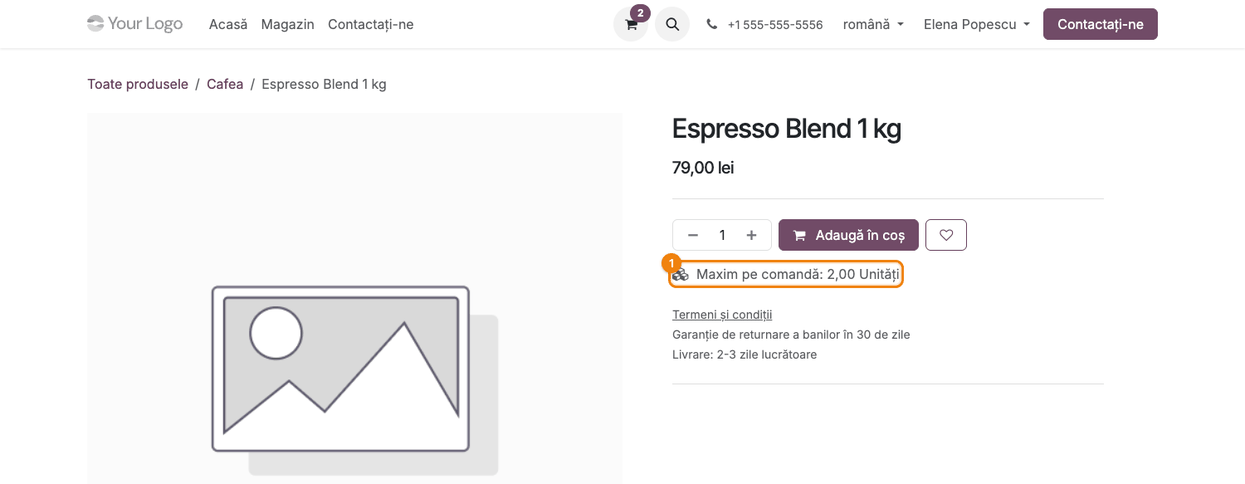 Your Logo Acasă Magazin Contactați-ne 2 +1 555-555-5556 română Elena Popescu Contactați-ne
Toate produsele / Cafea / Espresso Blend 1 kg
Espresso Blend 1 kg
79,00 lei
− 1 + Adaugă în coș
1
Maxim pe comandă: 2,00 Unități
Termeni și condiții
Garanție de returnare a banilor în 30 de zile
Livrare: 2-3 zile lucrătoare